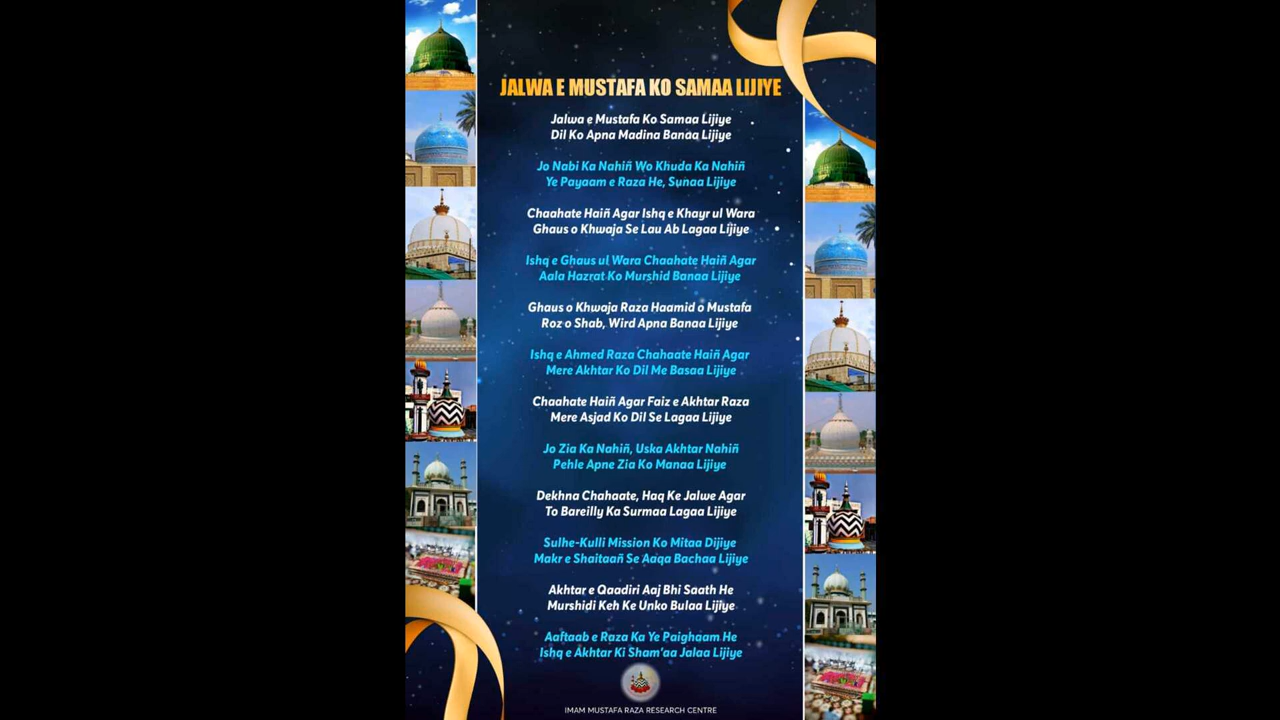 JALWA E MUSTAFA KO SAMAA LIJIYE
Jalwa e Mustafa Ko Samaa Lijiye
Dil Ko Apna Madina Banaa Lijiye
Jo Nabi Ka Nahiñ Wo Khuda Ka Nahiñ
Ye Payaam e Raza He, Sunaa Lijiye
Chaahate Haiñ Agar Ishq e Khayr ul Wara
Ghaus o Khwaja Se Lau Ab Lagaa Lijiye
Ishq e Ghaus ul Wara Chaahate Haiñ Agar
Aala Hazrat Ko Murshid Banaa Lijiye
Ghaus o Khwaja Raza Haamid o Mustafa
Roz o Shab, Wird Apna Banaa Lijiye
Ishq e Ahmed Raza Chahaate Haiñ Agar
Mere Akhtar Ko Dil Me Basaa Lijiye
Chaahate Haiñ Agar Faiz e Akhtar Raza
Mere Asjad Ko Dil Se Lagaa Lijiye
Jo Zia Ka Nahiñ, Uska Akhtar Nahiñ
Pehle Apne Zia Ko Manaa Lijiye
Dekhna Chahaate, Haq Ke Jalwe Agar
To Bareilly Ka Surmaa Lagaa Lijiye
Sulhe-Kulli Mission Ko Mitaa Dijiye
Makr e Shaitaañ Se Aaqa Bachaa Lijiye
Akhtar e Qaadiri Aaj Bhi Saath He
Murshidi Keh Ke Unko Bulaa Lijiye
Aaftaab e Raza Ka Ye Paighaam He
Ishq e Akhtar Ki Sham'aa Jalaa Lijiye
IMAM MUSTAFA RAZA RESEARCH CENTRE